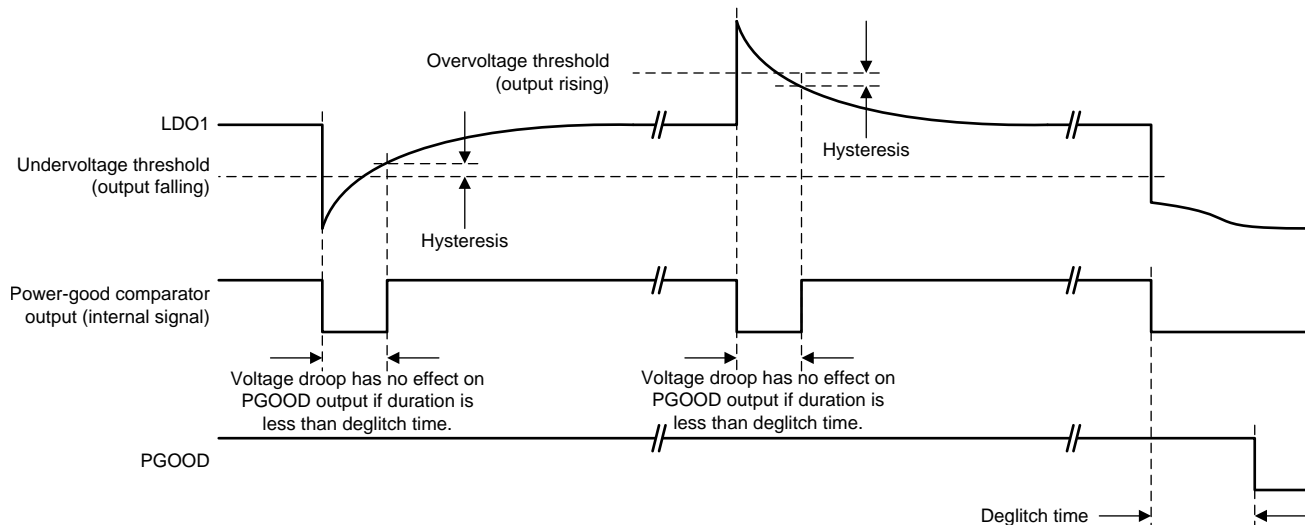 Overvoltage threshold
(output rising)
LDO1
Hysteresis
Undervoltage threshold
(output falling)
Hysteresis
Power-good comparator
output (internal signal)
Voltage droop has no effect on
PGOOD output if duration is
less than deglitch time.
Voltage droop has no effect on
PGOOD output if duration is
less than deglitch time.
PGOOD
Deglitch time